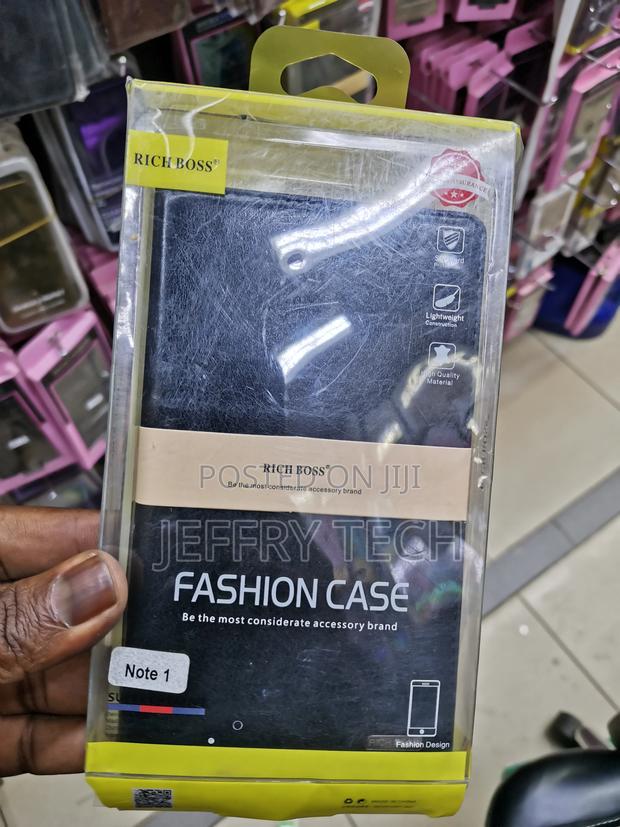 RICH BOSS®
Lightweight
Construction
High Quality
Material
RICH BOSS®
Be the most considerate accessory brand
POSTED ON JIJI
JEFFRY TECH
FASHION CASE
Be the most considerate accessory brand
Note 1
Fashion Design